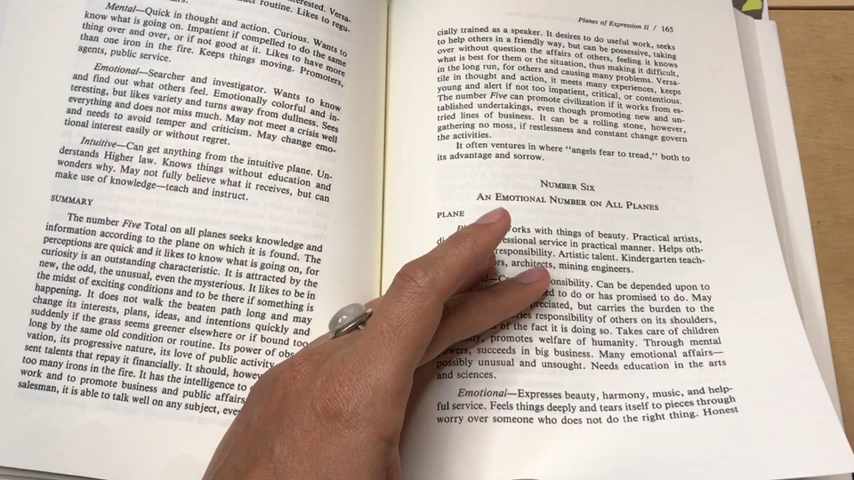 der routine. Likes to regu-
Mental—Quick in thought and action. Curious. Wants to
know what is going on. Impatient if compelled to do the same
thing over and over, or if not good at it. Likes to have more
than one iron in the fire. Keeps things moving. Promoters,
agents, public service.
Emotional—Searcher and investigator. Wants to know
and find out what others feel. Emotionally colorful and in-
teresting, but likes variety and turns away from dullness. Sees
everything and does not miss much. May not meet a crisis well
and needs to avoid temper and criticism. May change emo-
tional interest easily or without regret.
Intuitive—Can get anything from the intuitive plane. Un-
derstands Higher law. Knows things without education and
wonders why. May not fully believe what it receives, but can
make use of knowledge—teach and instruct.
SUMMARY
The number Five Total on all planes seeks knowledge and
information according to the plane on which it is found. The
perceptions are quick and it likes to know what is going on, for
curiosity is an outstanding characteristic. It is attracted by the
new, the odd, the unusual, even the mysterious. It likes to be in
the midst of exciting conditions and to be there if something is
happening. It does not walk the beaten path long and may
change its interests, plans, ideas, and intentions quickly and
suddenly if the grass seems greener elsewhere or if bound too
long by the same old condition or routine. Its power of
vation, its progressive nature, its love of public activity
sent talents that repay it financially. It should,
too many irons in the fire. It has the intelligence to
work and to promote business and public affairs.
salesman, it is able to talk well on any subject,
Planes of Expression II / 165
cially trained as a speaker. It desires to do useful work, seeks
to help others in a friendly way, but can be possessive, taking
over without question the affairs of others, feeling it knows
what is best for them or the situation, thus making it difficult,
in the long run, for others and causing many problems. Versa-
tile in thought and action, it meets many experiences, keeps
young and alert if not too impatient, critical, or contentious.
The number Five can promote civilization if it works from es-
tablished undertakings, even though promoting new and un-
tried lines of business. It can be a rolling stone, however,
gathering no moss, if restlessness and constant change govern
the activities.
It often ventures in where "angels fear to tread," both to
its advantage and sorrow.
NUMBER SIX
AN EMOTIONAL NUMBER ON ALL PLANES
PLANE
orks with things of beauty. Practical artists,
essional service in practical manner. Helps oth-
responsibility. Artistic talent. Kindergarten teach-
ors, architects, mining engineers.
onsibility. Can be depended upon to
ed to do or has promised to do. May
preciated, but carries the burden to the
ries responsibility of others on its shoulders,
of the fact it is doing so. Takes care of children
promotes welfare of humanity. Through mental
powers, succeeds in big business. Many emotional affairs—
possibly unusual and unsought. Needs education in the arts
and sciences.
Emotional—Expresses beauty, harmony, music, and help-
ful service. Feels things deeply and tears itself to pieces through
worry over someone who does not do the right thing. Honest